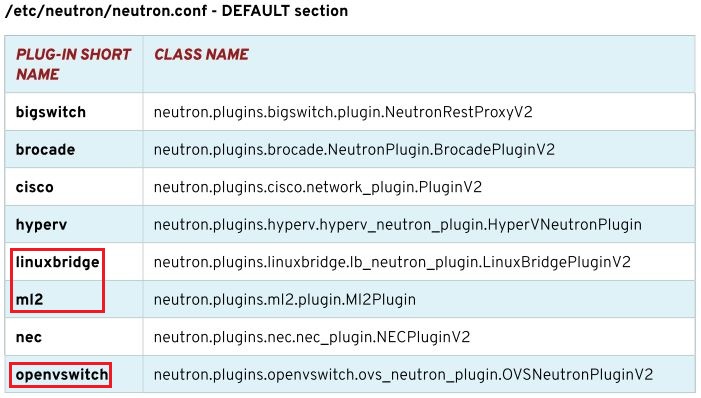 /etc/neutron/neutron.conf - DEFAULT section
PLUG-IN SHORT NAME CLASS NAME
bigswitch neutron.plugins.bigswitch.plugin.NeutronRestProxyV2
brocade neutron.plugins.brocade.NeutronPlugin.BrocadePluginV2
cisco neutron.plugins.cisco.network_plugin.PluginV2
hyperv neutron.plugins.hyperv.hyperv_neutron_plugin.HyperVNeutronPlugin
linuxbridge neutron.plugins.linuxbridge.lb_neutron_plugin.LinuxBridgePluginV2
ml2 neutron.plugins.ml2.plugin.Ml2Plugin
nec neutron.plugins.nec.nec_plugin.NECPluginV2
openvswitch neutron.plugins.openvswitch.ovs_neutron_plugin.OVSNeutronPluginV2